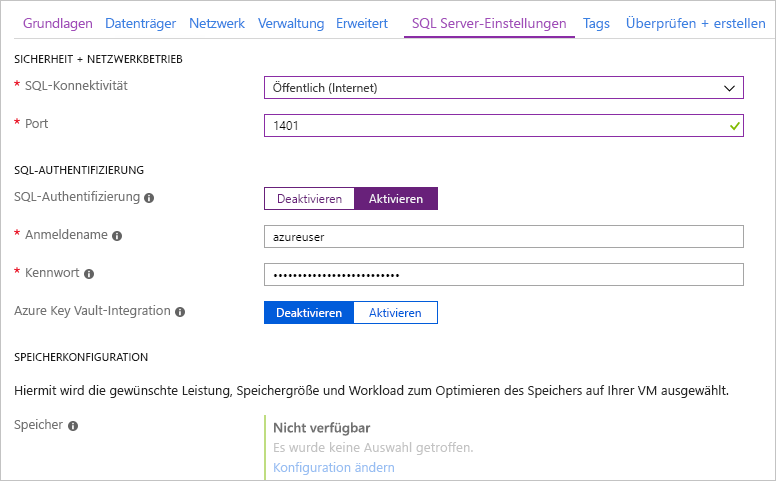 Grundlagen Datenträger Netzwerk Verwaltung Erweitert SQL Server-Einstellungen Tags Überprüfen + erstellen
SICHERHEIT + NETZWERKBETRIEB
* SQL-Konnektivität Öffentlich (Internet)
* Port 1401
SQL-AUTHENTIFIZIERUNG
SQL-Authentifizierung Deaktivieren Aktivieren
* Anmeldename azureuser
* Kennwort ••••••••••••••••••••••••••
Azure Key Vault-Integration Deaktivieren Aktivieren
SPEICHERKONFIGURATION
Hiermit wird die gewünschte Leistung, Speichergröße und Workload zum Optimieren des Speichers auf Ihrer VM ausgewählt.
Speicher Nicht verfügbar
Es wurde keine Auswahl getroffen.
Konfiguration ändern